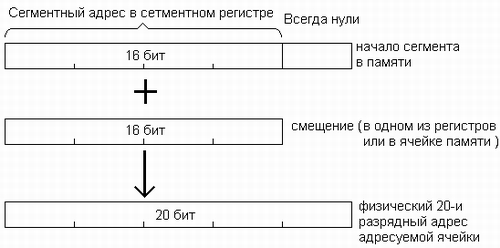 Сегментный адрес в сетментном регистре
Всегда нули
16 бит
начало сегмента
в памяти
+
16 бит
смещение (в одном из регистров
или в ячейке памяти )
20 бит
физический 20-и
разрядный адрес
адресуемой ячейки